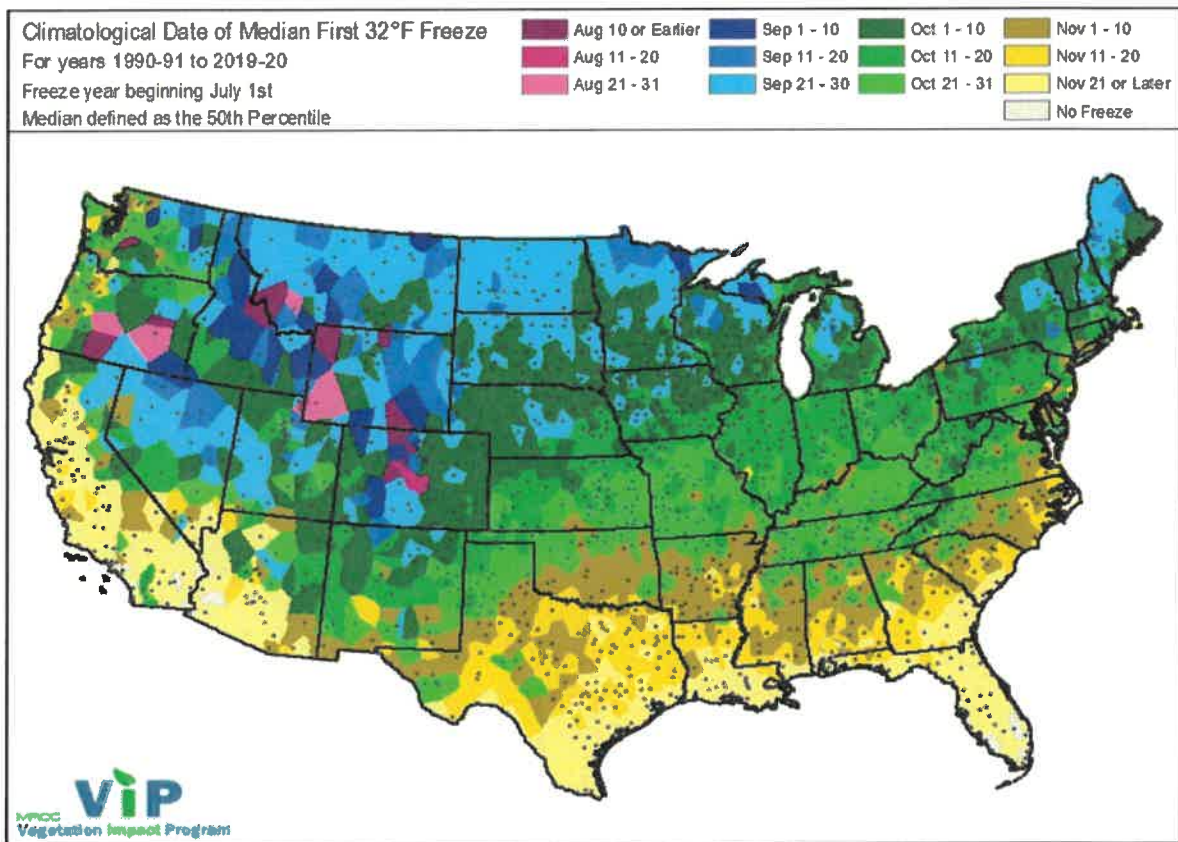 Climatological Date of Median First 32°F Freeze
For years 1990-91 to 2019-20
Freeze year beginning July 1st
Median defined as the 50th Percentile
Aug 10 or Earlier
Aug 11 - 20
Aug 21 - 31
Sep 1 - 10
Sep 11 - 20
Sep 21 - 30
Oct 1 - 10
Oct 11 - 20
Oct 21 - 31
Nov 1 - 10
Nov 11 - 20
Nov 21 or Later
No Freeze
MRCC ViP
Vegetation Impact Program